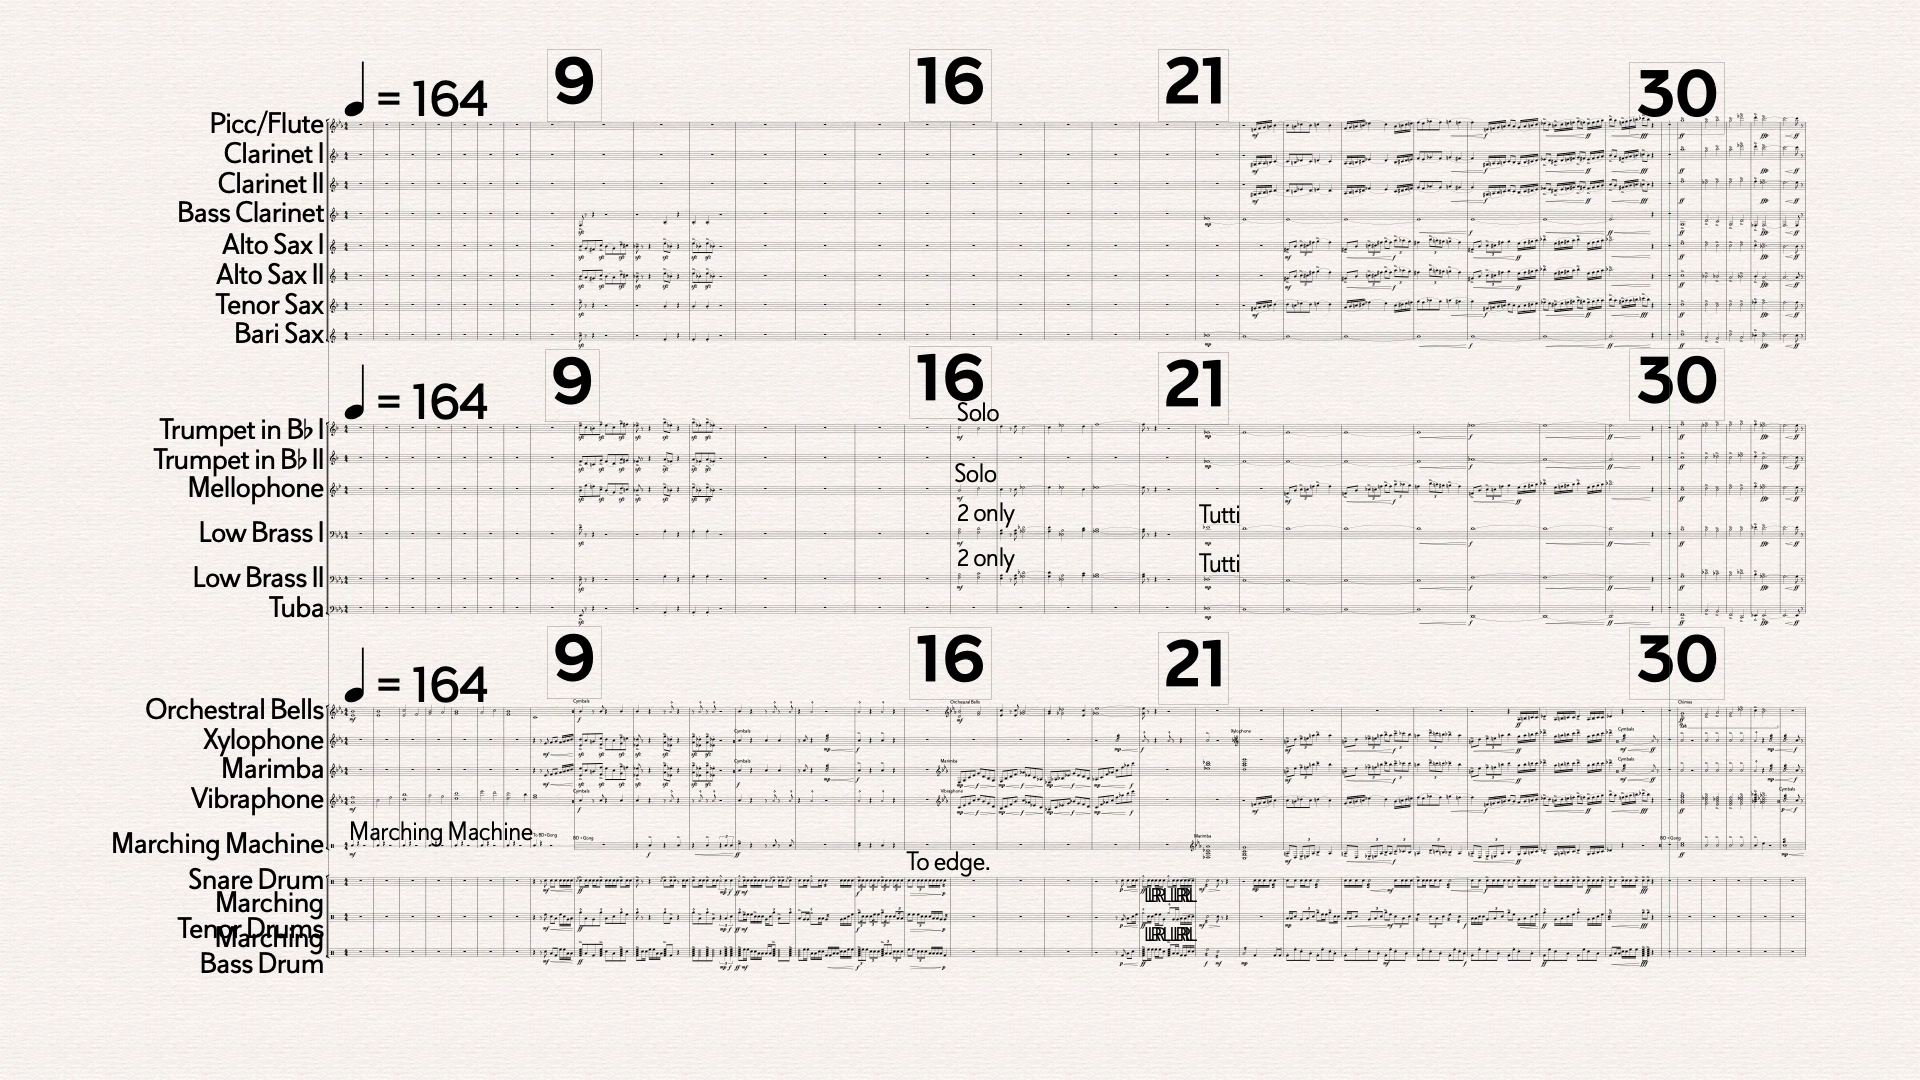 ♩ = 164 9 16 21 30
Picc/Flute
Clarinet I
Clarinet II
Bass Clarinet
Alto Sax I
Alto Sax II
Tenor Sax
Bari Sax
♩ = 164 9 16 21 30
Solo
Trumpet in B♭ I
Trumpet in B♭ II
Solo
Mellophone
2 only Tutti
Low Brass I
2 only Tutti
Low Brass II
Tuba
♩ = 164 9 16 21 30
Orchestral Bells
Xylophone
Marimba
Vibraphone
Marching Machine
Marching Machine
To edge.
Snare Drum
Marching
Tenor Drums
Marching
Bass Drum